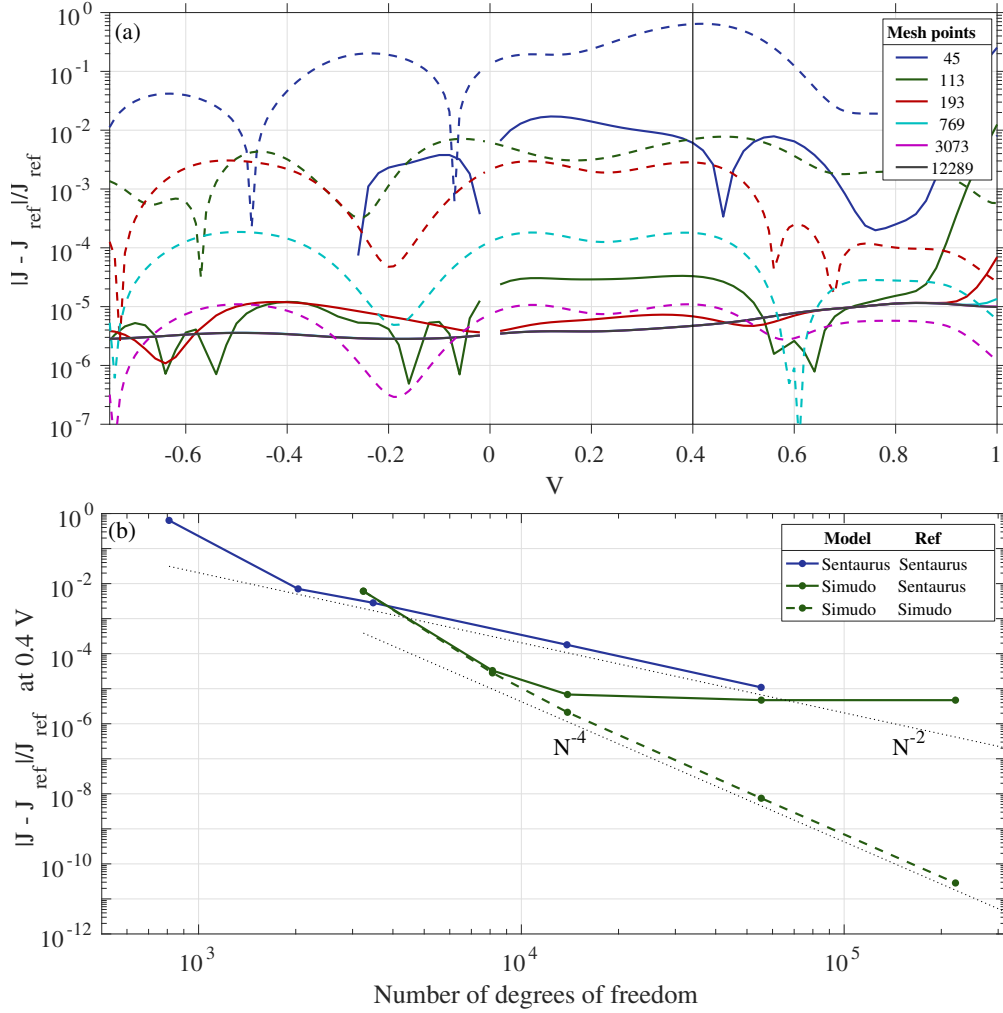 (a)
|J - J ref|/J ref
10^0
10^-1
10^-2
10^-3
10^-4
10^-5
10^-6
10^-7
Mesh points
45
113
193
769
3073
12289
-0.6
-0.4
-0.2
0
0.2
0.4
0.6
0.8
1
V
(b)
|J - J ref|/J ref at 0.4 V
10^0
10^-2
10^-4
10^-6
10^-8
10^-10
10^-12
Model Ref
Sentaurus Sentaurus
Simudo Sentaurus
Simudo Simudo
N^-4
N^-2
10^3
10^4
10^5
Number of degrees of freedom